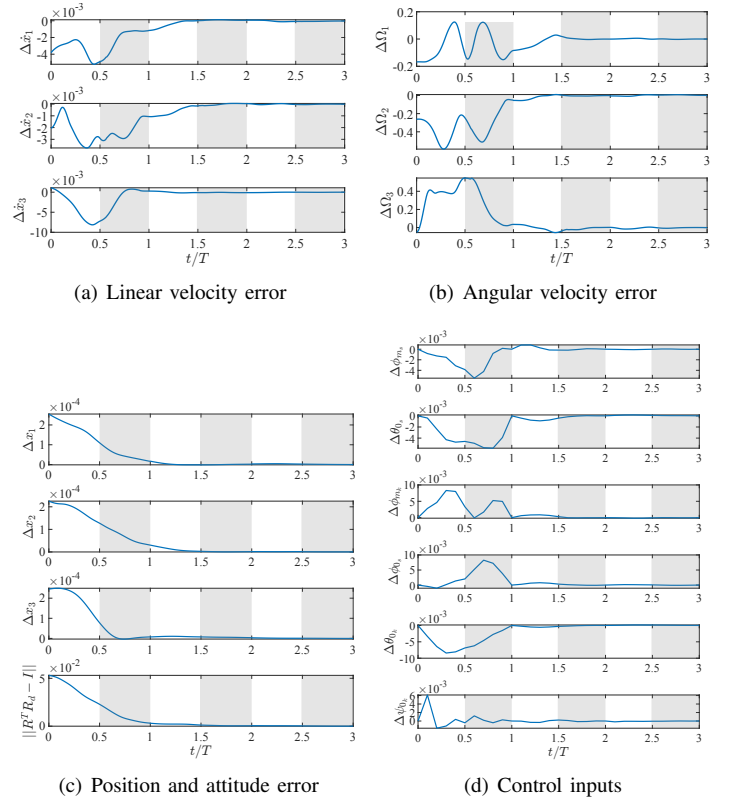 ×10⁻³
Δẋ₁
0
-2
-4
0 0.5 1 1.5 2 2.5 3
×10⁻³
Δẋ₂
0
-1
-2
-3
0 0.5 1 1.5 2 2.5 3
×10⁻³
Δẋ₃
0
-5
-10
0 0.5 1 1.5 2 2.5 3
t/T
(a) Linear velocity error
ΔΩ₁
0.2
0
-0.2
0 0.5 1 1.5 2 2.5 3
ΔΩ₂
0
-0.2
-0.4
0 0.5 1 1.5 2 2.5 3
ΔΩ₃
0.4
0.2
0
0 0.5 1 1.5 2 2.5 3
t/T
(b) Angular velocity error
×10⁻⁴
Δx₁
2
1
0
0 0.5 1 1.5 2 2.5 3
×10⁻⁴
Δx₂
2
1
0
0 0.5 1 1.5 2 2.5 3
×10⁻⁴
Δx₃
2
1
0
0 0.5 1 1.5 2 2.5 3
×10⁻²
||RᵀR_d − I||
5
0
0 0.5 1 1.5 2 2.5 3
t/T
(c) Position and attitude error
×10⁻³
Δϕ_{m_s}
0
-2
-4
0 0.5 1 1.5 2 2.5 3
×10⁻³
Δθ_{0_s}
0
-2
-4
0 0.5 1 1.5 2 2.5 3
×10⁻³
Δϕ_{m_k}
10
5
0
0 0.5 1 1.5 2 2.5 3
×10⁻³
Δϕ_{0_s}
10
5
0
0 0.5 1 1.5 2 2.5 3
×10⁻³
Δθ_{0_k}
0
-5
-10
0 0.5 1 1.5 2 2.5 3
×10⁻³
Δψ_{0_k}
6
4
2
0
0 0.5 1 1.5 2 2.5 3
t/T
(d) Control inputs